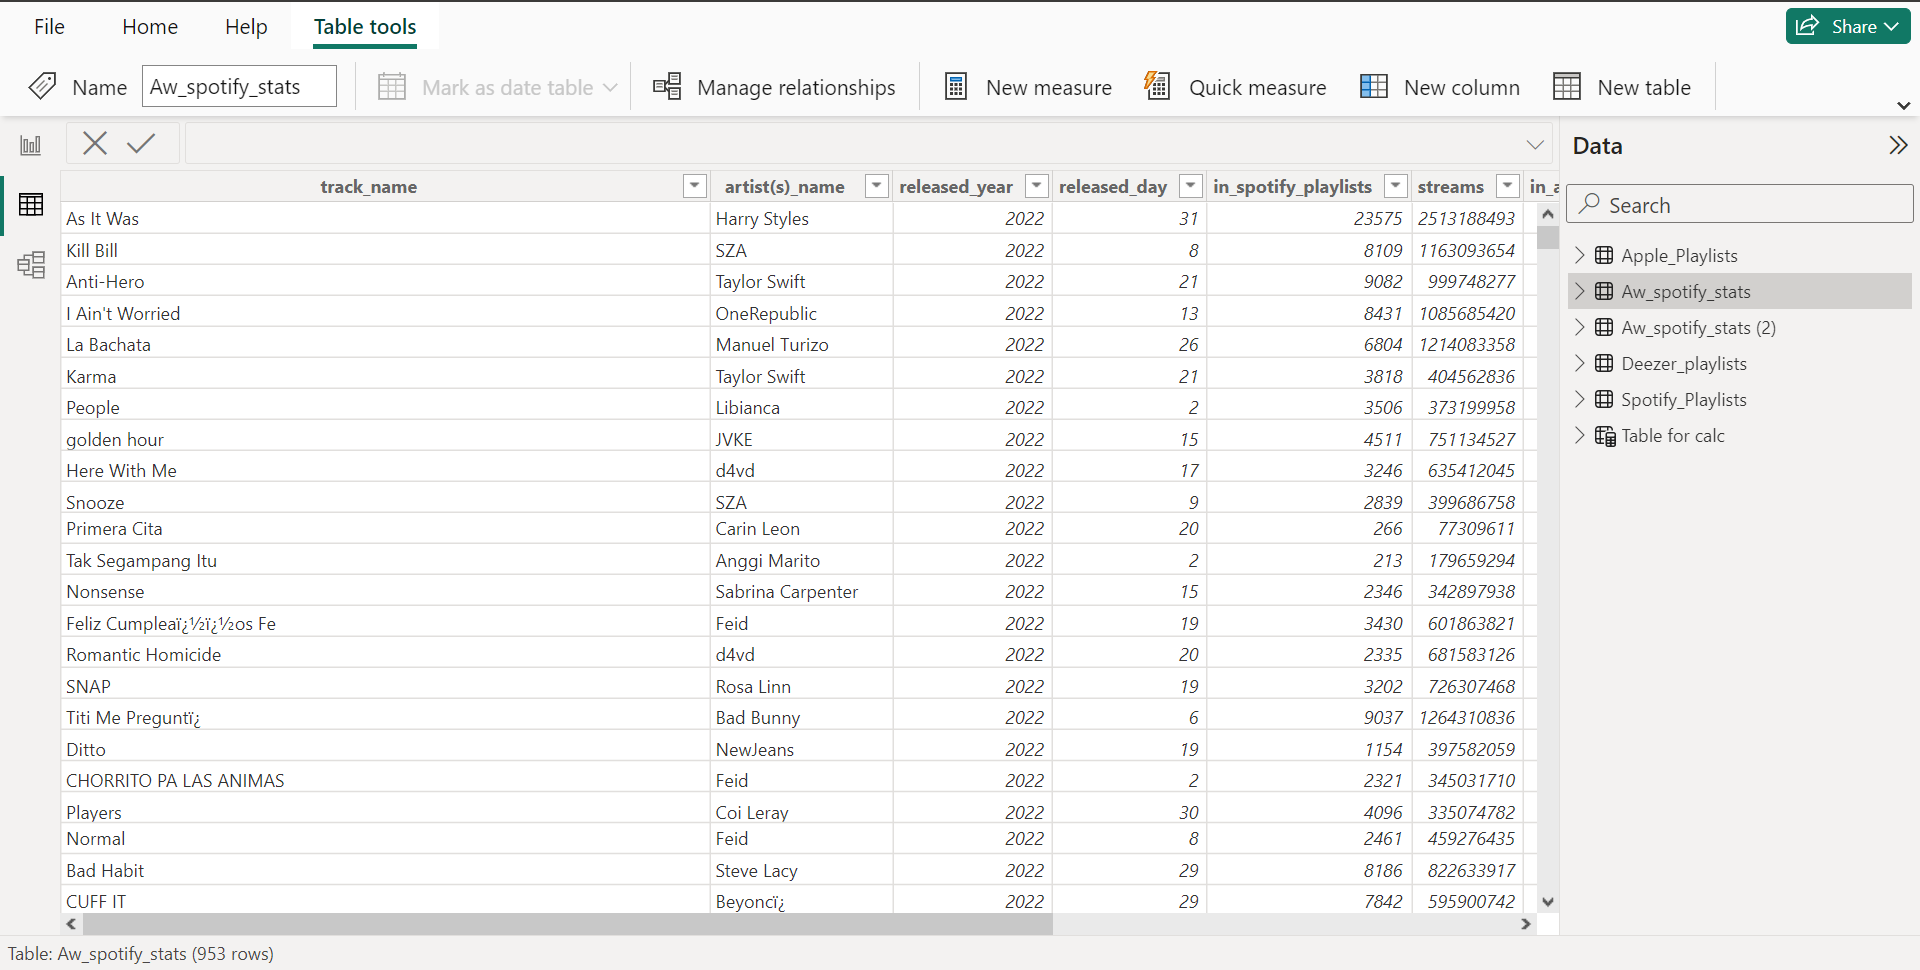 File Home Help Table tools Share
Name Aw_spotify_stats Mark as date table Manage relationships New measure Quick measure New column New table
Data
Search
Apple_Playlists
Aw_spotify_stats
Aw_spotify_stats (2)
Deezer_playlists
Spotify_Playlists
Table for calc
track_name artist(s)_name released_year released_day in_spotify_playlists streams in_a
As It Was Harry Styles 2022 31 23575 2513188493
Kill Bill SZA 2022 8 8109 1163093654
Anti-Hero Taylor Swift 2022 21 9082 999748277
I Ain't Worried OneRepublic 2022 13 8431 1085685420
La Bachata Manuel Turizo 2022 26 6804 1214083358
Karma Taylor Swift 2022 21 3818 404562836
People Libianca 2022 2 3506 373199958
golden hour JVKE 2022 15 4511 751134527
Here With Me d4vd 2022 17 3246 635412045
Snooze SZA 2022 9 2839 399686758
Primera Cita Carin Leon 2022 20 266 77309611
Tak Segampang Itu Anggi Marito 2022 2 213 179659294
Nonsense Sabrina Carpenter 2022 15 2346 342897938
Feliz Cumpleaï¿½ï¿½os Fe Feid 2022 19 3430 601863821
Romantic Homicide d4vd 2022 20 2335 681583126
SNAP Rosa Linn 2022 19 3202 726307468
Titi Me Preguntï¿ Bad Bunny 2022 6 9037 1264310836
Ditto NewJeans 2022 19 1154 397582059
CHORRITO PA LAS ANIMAS Feid 2022 2 2321 345031710
Players Coi Leray 2022 30 4096 335074782
Normal Feid 2022 8 2461 459276435
Bad Habit Steve Lacy 2022 29 8186 822633917
CUFF IT Beyoncï¿ 2022 29 7842 595900742
Table: Aw_spotify_stats (953 rows)